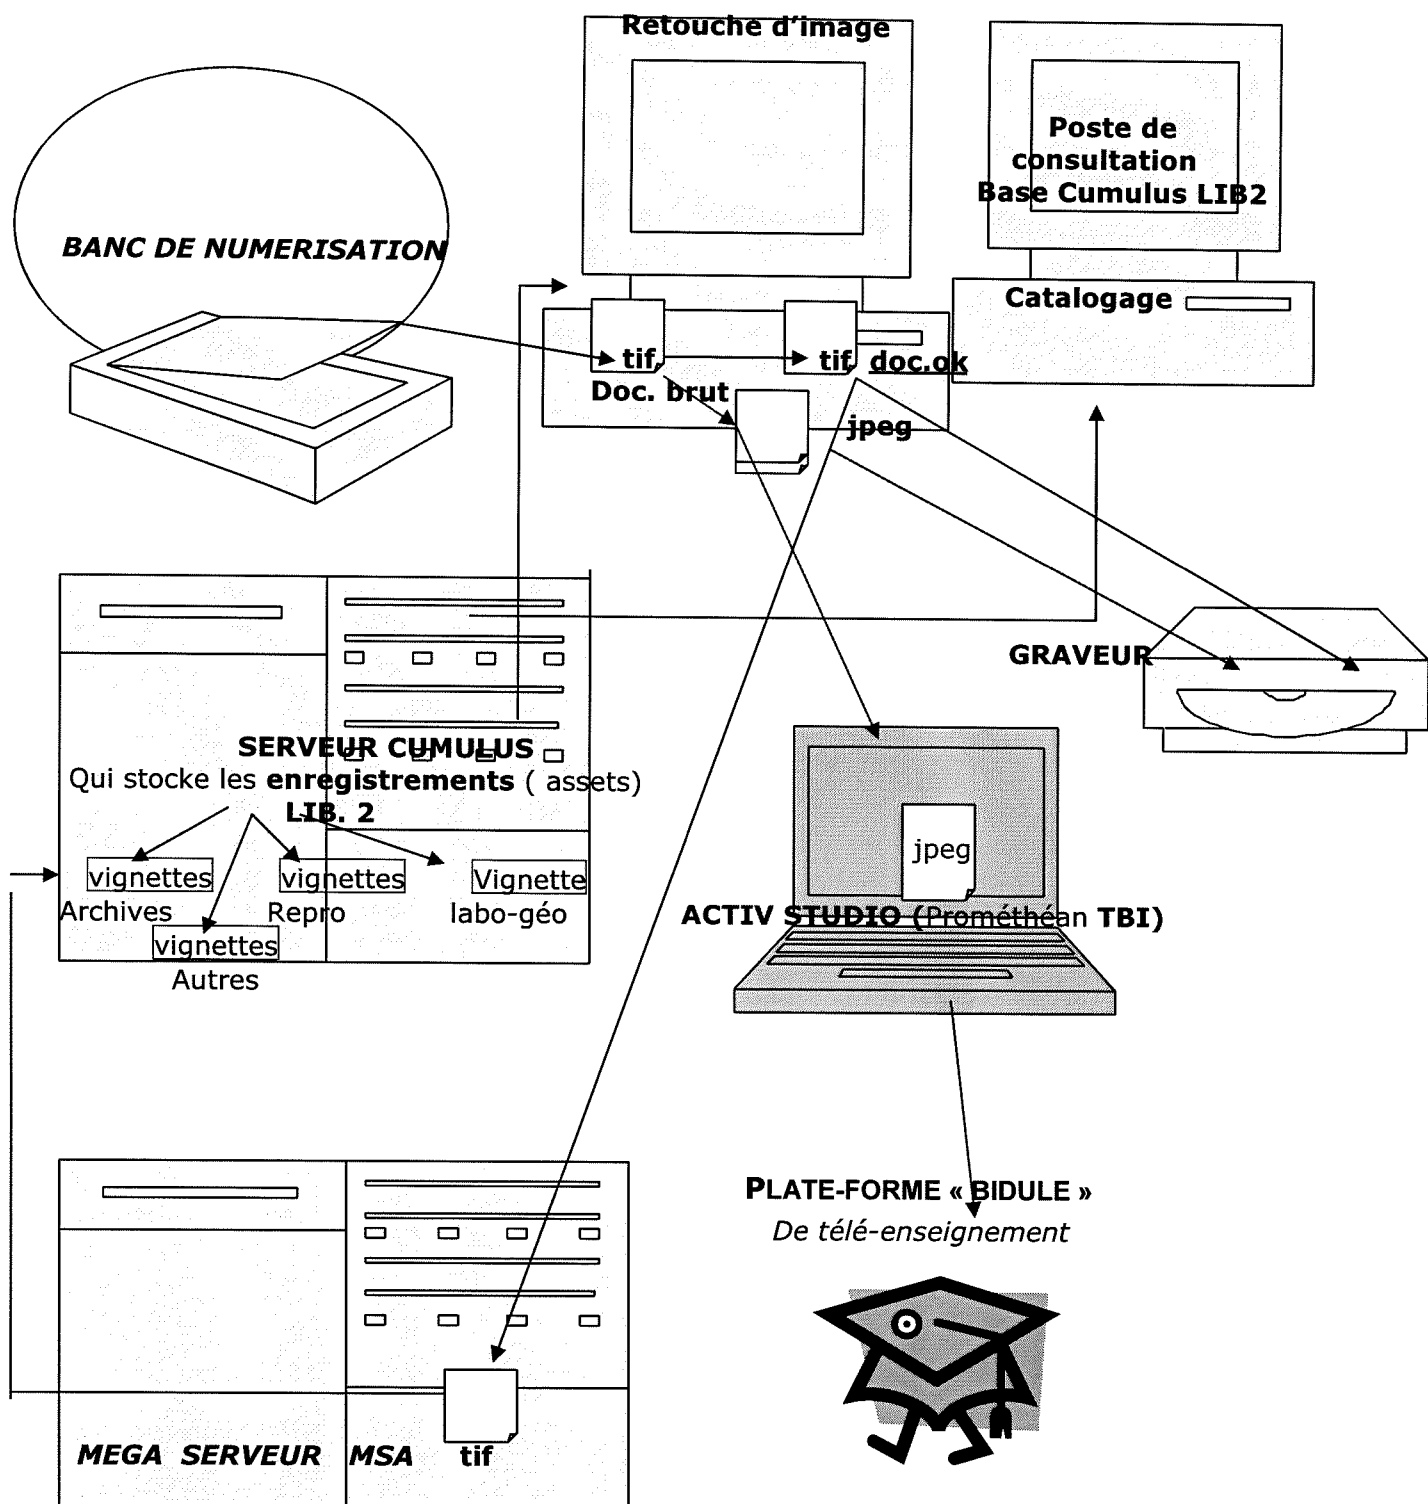 Retouche d’image
Poste de
consultation
Base Cumulus LIB2
BANC DE NUMERISATION
Catalogage
tif
tif
doc.ok
Doc. brut
jpeg
GRAVEUR
SERVEUR CUMULUS
Qui stocke les enregistrements ( assets)
LIB. 2
vignettes
vignettes
Vignette
Archives
Repro
labo-géo
vignettes
Autres
jpeg
ACTIV STUDIO (Prométhéan TBI)
PLATE-FORME « BIDULE »
De télé-enseignement
MEGA SERVEUR MSA
tif